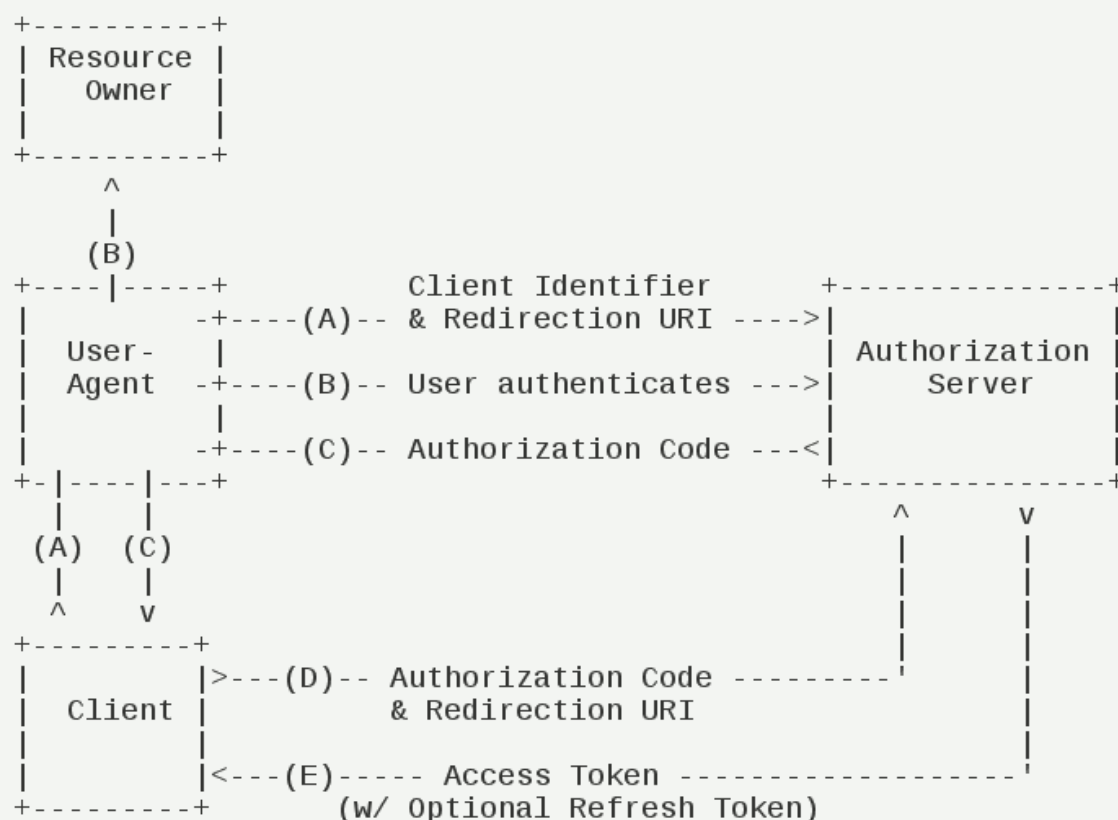 +----------+
| Resource |
|   Owner  |
|          |
+----------+
     ^
     |
    (B)
+----|-----+          Client Identifier      +---------------+
|         -+----(A)-- & Redirection URI ---->|               |
|  User-   |                                 | Authorization |
|  Agent  -+----(B)-- User authenticates --->|     Server    |
|          |                                 |               |
|         -+----(C)-- Authorization Code ---<|               |
+-|----|---+                                 +---------------+
  |    |                                         ^      v
 (A)  (C)                                        |      |
  |    |                                         |      |
  ^    v                                         |      |
+---------+                                      |      |
|         |>---(D)-- Authorization Code ---------'      |
|  Client |          & Redirection URI                  |
|         |                                             |
|         |<---(E)----- Access Token -------------------'
+---------+       (w/ Optional Refresh Token)